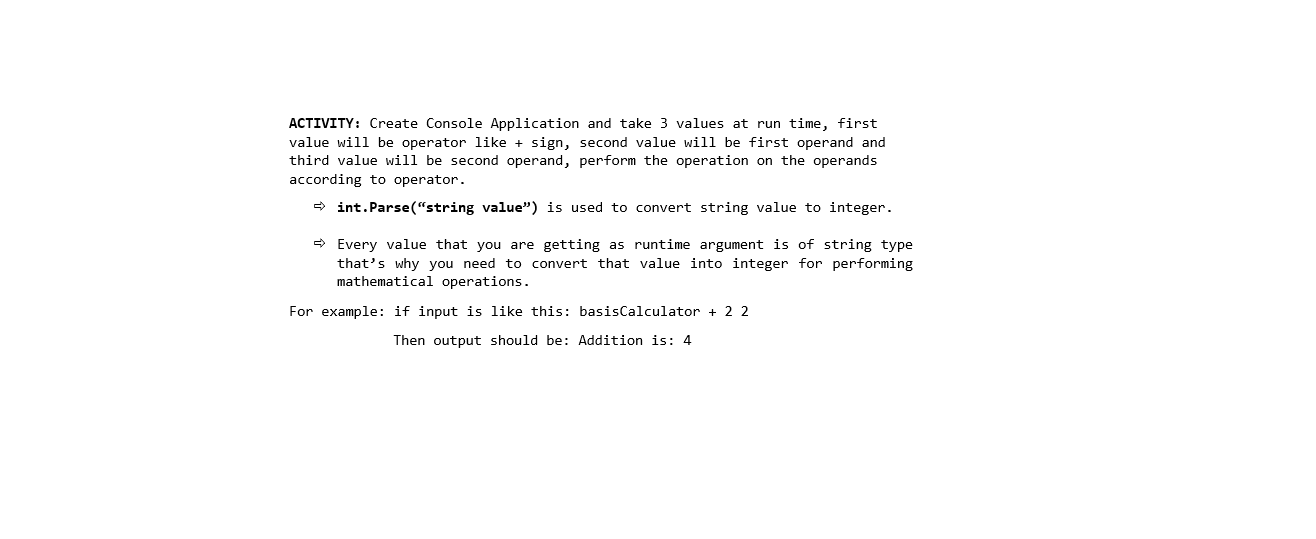 ACTIVITY: Create Console Application and take 3 values at run time, first
value will be operator like + sign, second value will be first operand and
third value will be second operand, perform the operation on the operands
according to operator.
⇨ int.Parse(“string value”) is used to convert string value to integer.
⇨ Every value that you are getting as runtime argument is of string type
that’s why you need to convert that value into integer for performing
mathematical operations.
For example: if input is like this: basisCalculator + 2 2
Then output should be: Addition is: 4